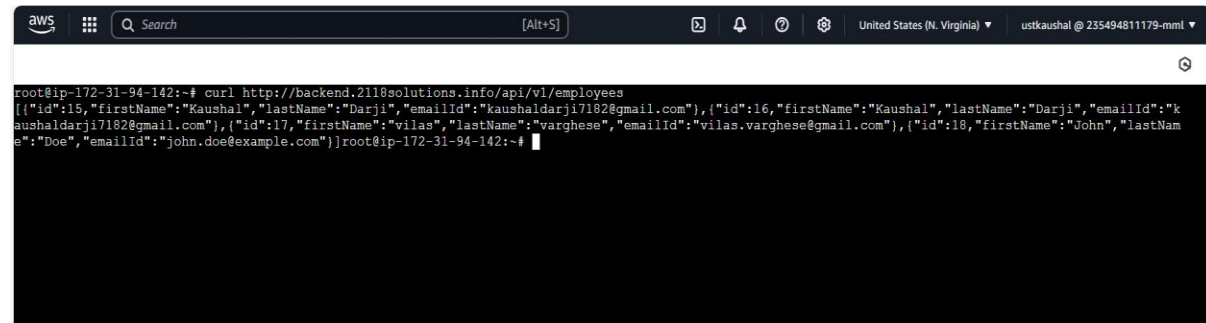 aws Search [Alt+S] United States (N. Virginia) ustkaushal @ 235494811179-mml
root@ip-172-31-94-142:~# curl http://backend.2118solutions.info/api/v1/employees
[{"id":15,"firstName":"Kaushal","lastName":"Darji","emailId":"kaushaldarji7182@gmail.com"},{"id":16,"firstName":"Kaushal","lastName":"Darji","emailId":"k
aushaldarji7182@gmail.com"},{"id":17,"firstName":"vilas","lastName":"varghese","emailId":"vilas.varghese@gmail.com"},{"id":18,"firstName":"John","lastNam
e":"Doe","emailId":"john.doe@example.com"}]root@ip-172-31-94-142:~#